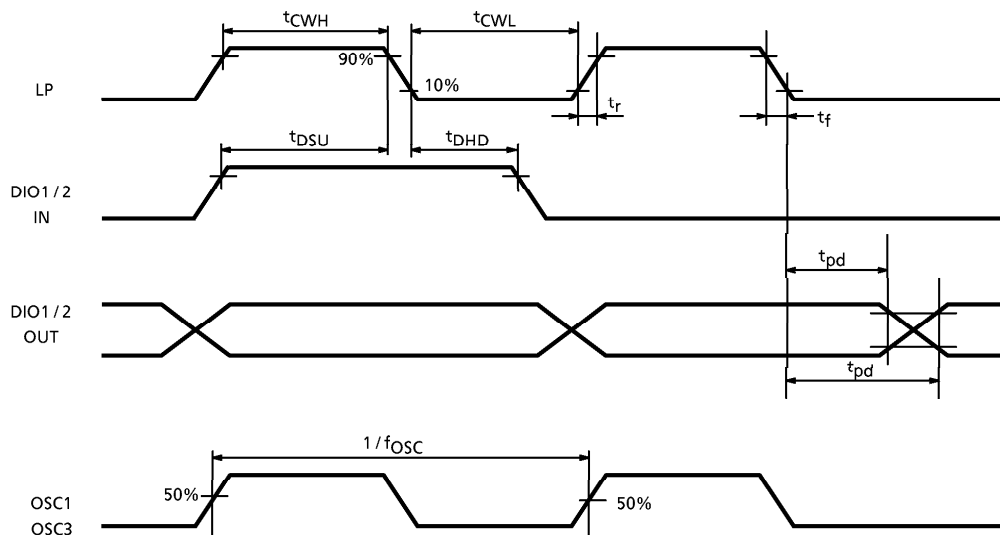 tCWH
tCWL
90%
10%
LP
tr
tf
tDSU
tDHD
DIO1 / 2
IN
tpd
DIO1 / 2
OUT
tpd
1 / fOSC
50%
50%
OSC1
OSC3